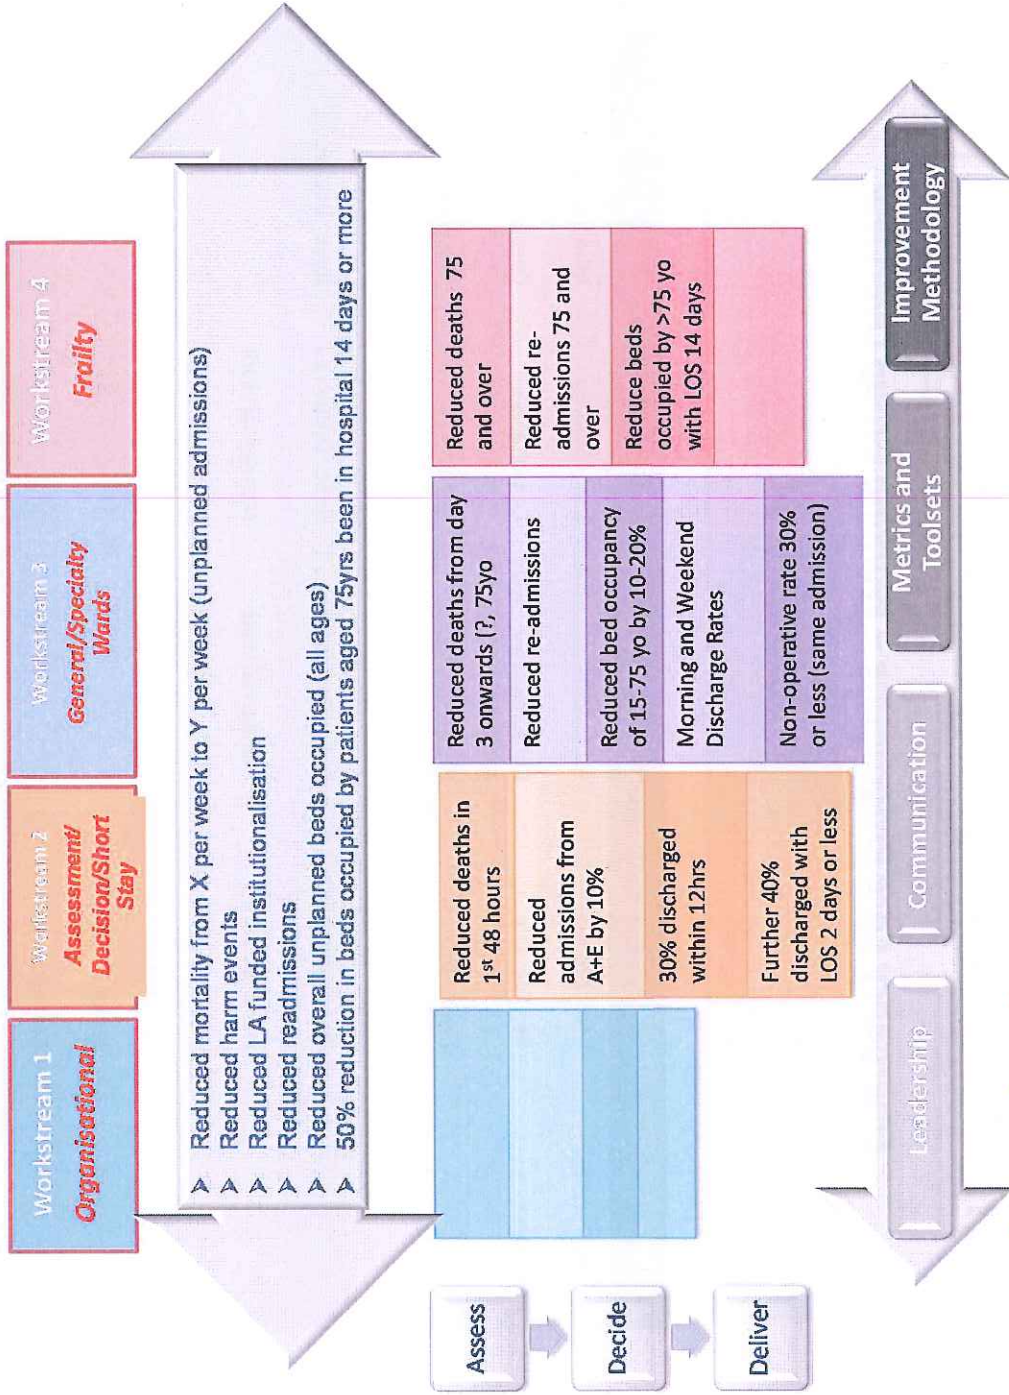 Workstream 1
Organisational
Workstream 2
Assessment/
Decision/Short
Stay
Workstream 3
General/Specialty
Wards
Workstream 4
Frailty
➢ Reduced mortality from X per week to Y per week (unplanned admissions)
➢ Reduced harm events
➢ Reduced LA funded institutionalisation
➢ Reduced readmissions
➢ Reduced overall unplanned beds occupied (all ages)
➢ 50% reduction in beds occupied by patients aged 75yrs been in hospital 14 days or more
Assess
Decide
Deliver
Reduced deaths in
1st 48 hours
Reduced
admissions from
A+E by 10%
30% discharged
within 12hrs
Further 40%
discharged with
LOS 2 days or less
Reduced deaths from day
3 onwards (?, 75yo
Reduced re-admissions
Reduced bed occupancy
of 15-75 yo by 10-20%
Morning and Weekend
Discharge Rates
Non-operative rate 30%
or less (same admission)
Reduced deaths 75
and over
Reduced re-
admissions 75 and
over
Reduce beds
occupied by >75 yo
with LOS 14 days
Leadership
Communication
Metrics and
Toolsets
Improvement
Methodology